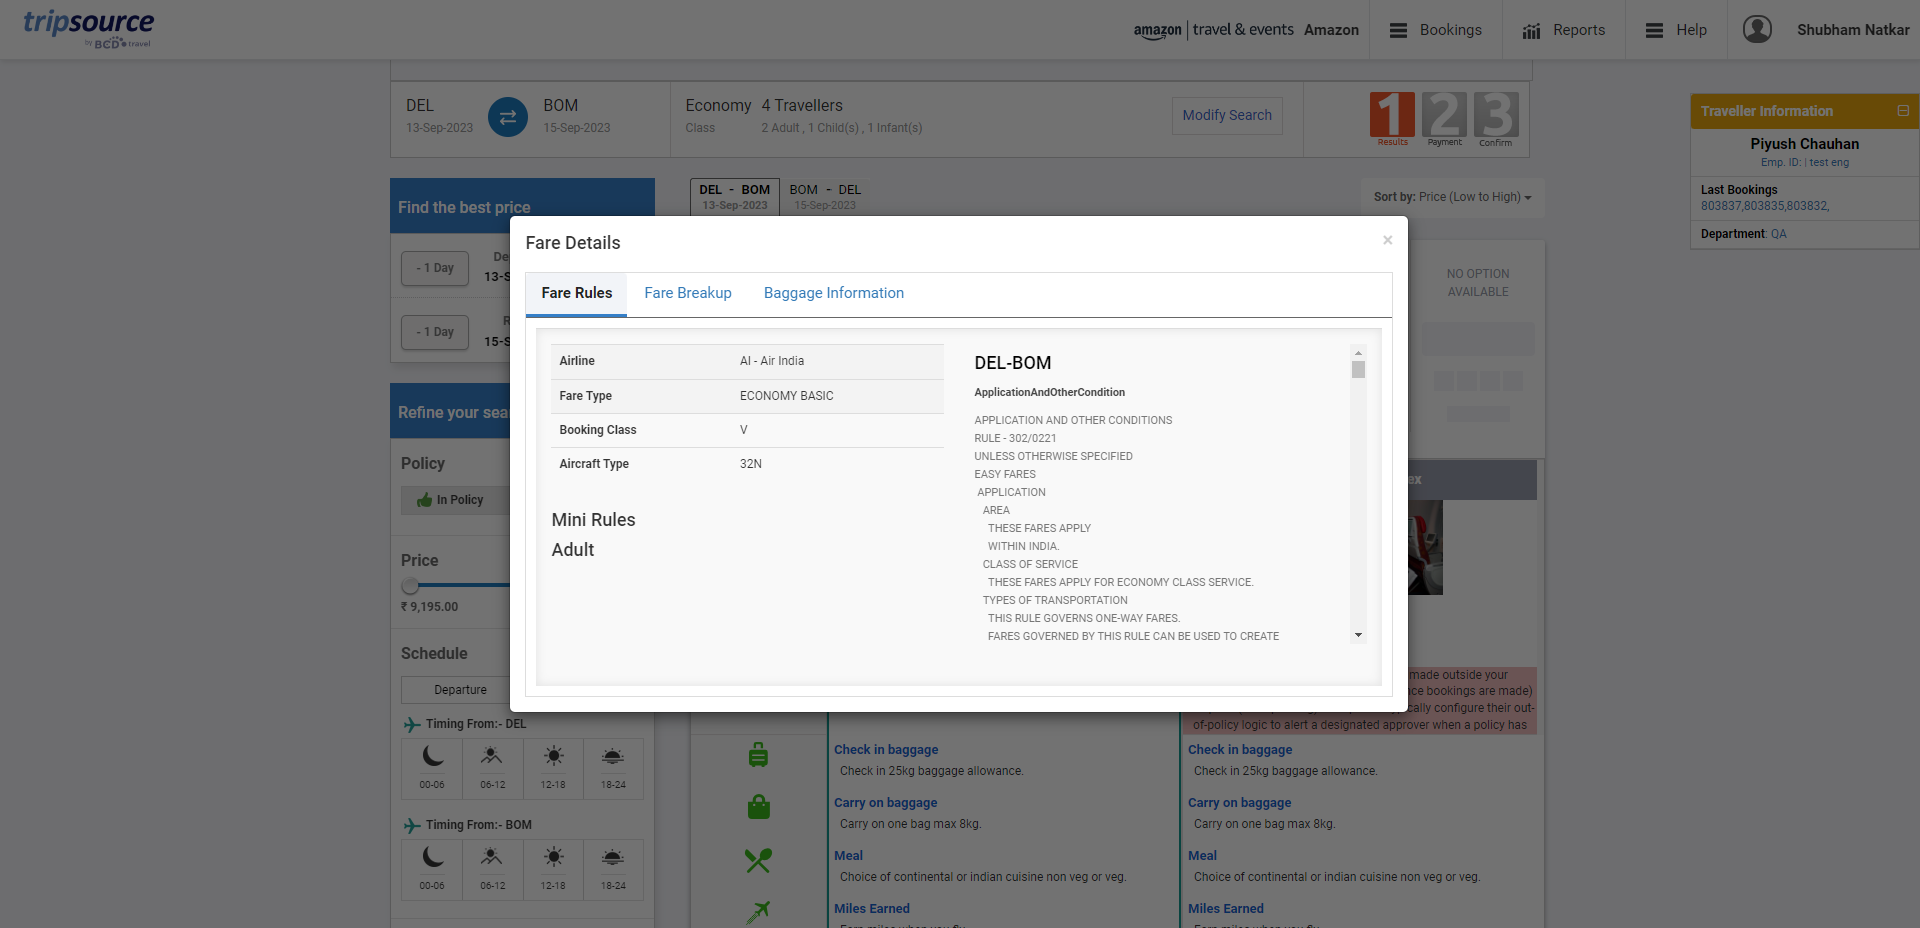 tripsource
by BCD travel
amazon | travel & events Amazon
Bookings
Reports
Help
Shubham Natkar
DEL
13-Sep-2023
BOM
15-Sep-2023
Economy
Class
4 Travellers
2 Adult , 1 Child(s) , 1 Infant(s)
Modify Search
1 2 3
Results Payment Confirm
Traveller Information
Piyush Chauhan
Emp. ID: | test eng
Last Bookings
803837,803835,803832,
Department: QA
Find the best price
- 1 Day
De
13-S
- 1 Day
R
15-S
DEL - BOM
13-Sep-2023
BOM - DEL
15-Sep-2023
Sort by: Price (Low to High)
NO OPTION
AVAILABLE
Refine your sea
Policy
In Policy
Price
₹ 9,195.00
Schedule
Departure
Timing From:- DEL
00-06 06-12 12-18 18-24
Timing From:- BOM
00-06 06-12 12-18 18-24
Fare Details
×
Fare Rules
Fare Breakup
Baggage Information
Airline AI - Air India
Fare Type ECONOMY BASIC
Booking Class V
Aircraft Type 32N
Mini Rules
Adult
DEL-BOM
ApplicationAndOtherCondition
APPLICATION AND OTHER CONDITIONS
RULE - 302/0221
UNLESS OTHERWISE SPECIFIED
EASY FARES
APPLICATION
AREA
THESE FARES APPLY
WITHIN INDIA.
CLASS OF SERVICE
THESE FARES APPLY FOR ECONOMY CLASS SERVICE.
TYPES OF TRANSPORTATION
THIS RULE GOVERNS ONE-WAY FARES.
FARES GOVERNED BY THIS RULE CAN BE USED TO CREATE
ex
made outside your
nce bookings are made)
cally configure their out-
of-policy logic to alert a designated approver when a policy has
Check in baggage
Check in 25kg baggage allowance.
Carry on baggage
Carry on one bag max 8kg.
Meal
Choice of continental or indian cuisine non veg or veg.
Miles Earned
Check in baggage
Check in 25kg baggage allowance.
Carry on baggage
Carry on one bag max 8kg.
Meal
Choice of continental or indian cuisine non veg or veg.
Miles Earned